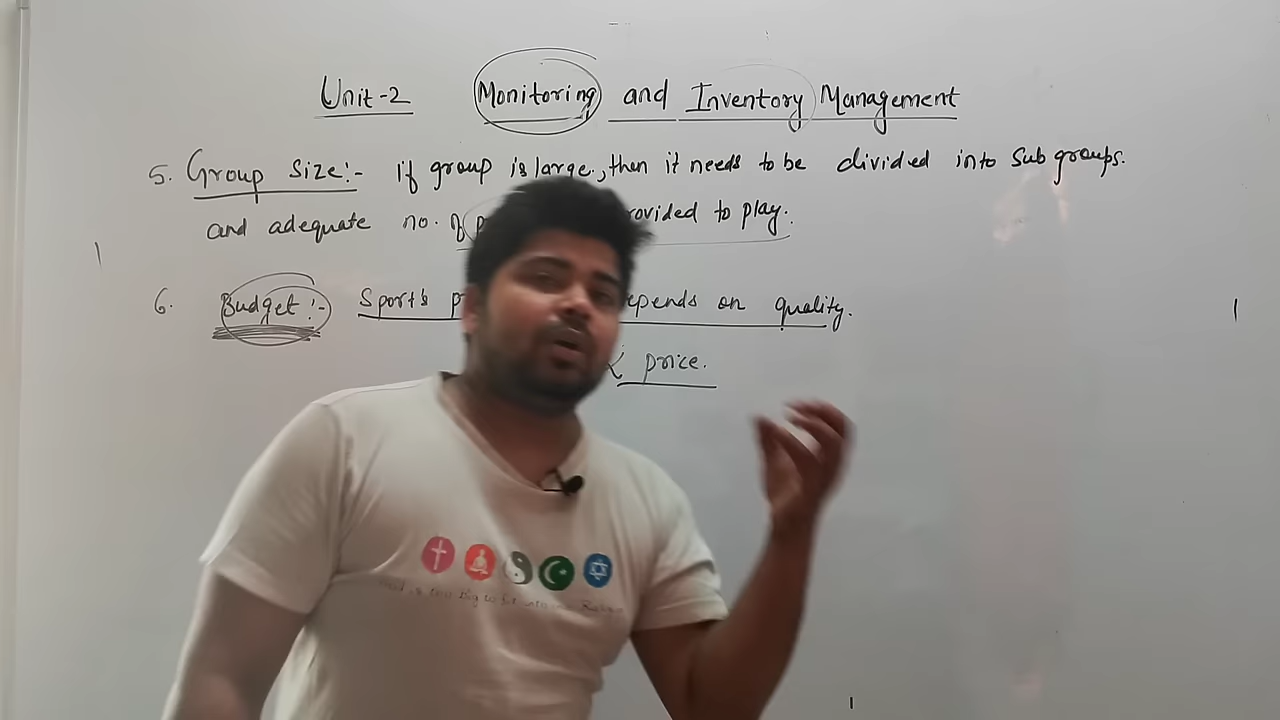 Unit-2 Monitoring and Inventory Management
5. Group Size:- if group is large, then it needs to be divided into sub groups.
and adequate no. of provided to play.
6. Budget:- Sport's depends on quality.
& price.